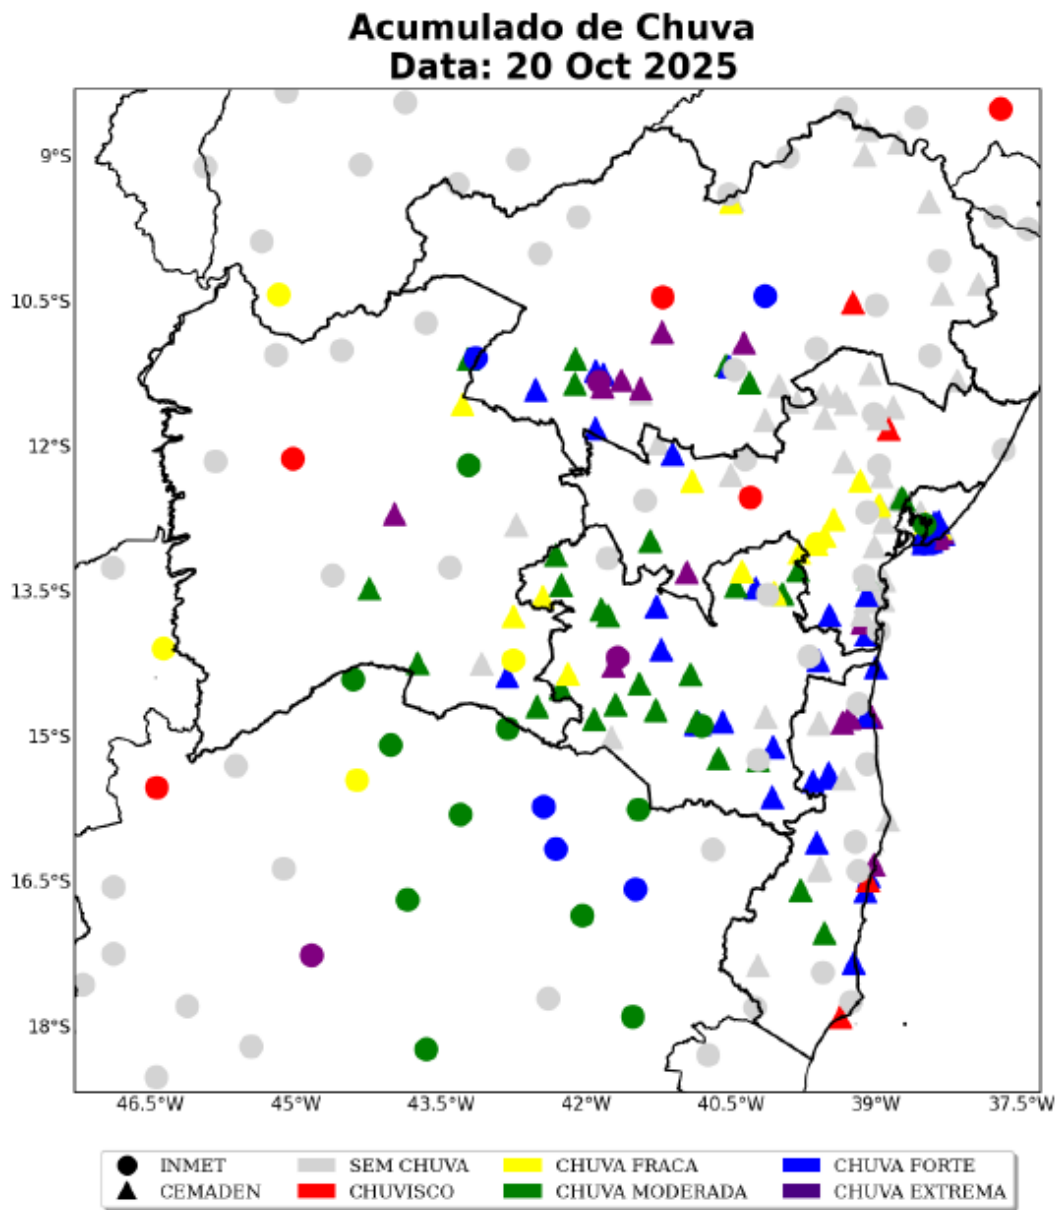 Acumulado de Chuva
Data: 20 Oct 2025
9°S
10.5°S
12°S
13.5°S
15°S
16.5°S
18°S
46.5°W 45°W 43.5°W 42°W 40.5°W 39°W 37.5°W
INMET SEM CHUVA CHUVA FRACA CHUVA FORTE
CEMADEN CHUVISCO CHUVA MODERADA CHUVA EXTREMA